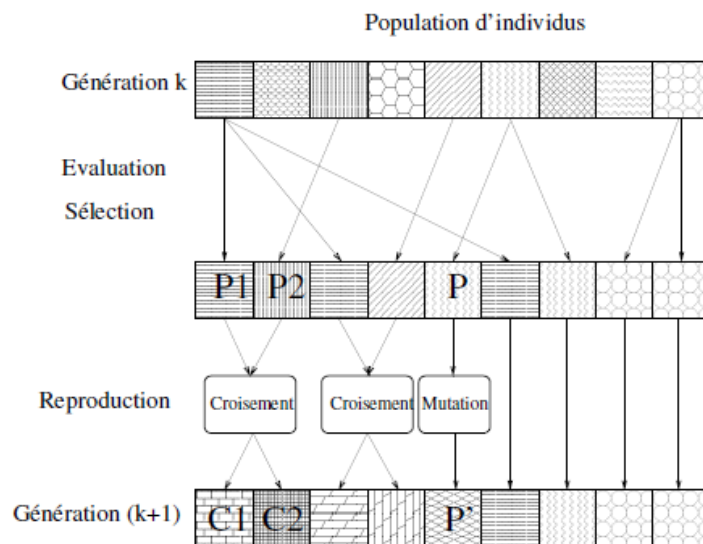 Population d'individus
Génération k
Evaluation
Sélection
P1 P2 P
Reproduction
Croisement Croisement Mutation
Génération (k+1)
C1 C2 P'